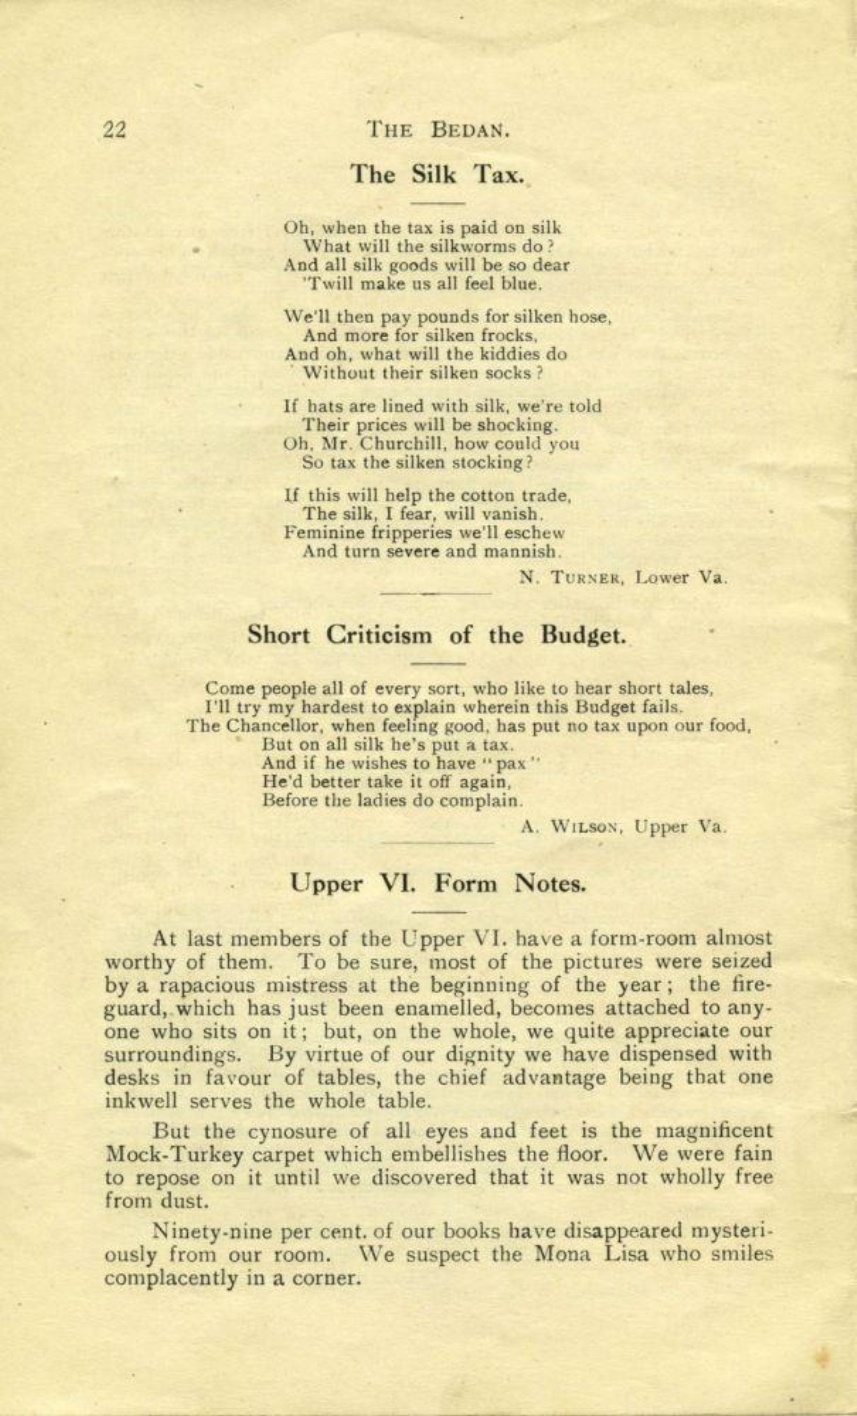 22 THE BEDAN.
The Silk Tax.
Oh, when the tax is paid on silk
What will the silkworms do ?
And all silk goods will be so dear
'Twill make us all feel blue.
We'll then pay pounds for silken hose,
And more for silken frocks,
And oh, what will the kiddies do
Without their silken socks ?
If hats are lined with silk, we're told
Their prices will be shocking.
Oh, Mr. Churchill, how could you
So tax the silken stocking ?
If this will help the cotton trade,
The silk, I fear, will vanish.
Feminine fripperies we'll eschew
And turn severe and mannish.
N. TURNER, Lower Va.
Short Criticism of the Budget.
Come people all of every sort, who like to hear short tales,
I'll try my hardest to explain wherein this Budget fails.
The Chancellor, when feeling good, has put no tax upon our food,
But on all silk he's put a tax.
And if he wishes to have "pax"
He'd better take it off again,
Before the ladies do complain.
A. WILSON, Upper Va.
Upper VI. Form Notes.
At last members of the Upper VI. have a form-room almost
worthy of them. To be sure, most of the pictures were seized
by a rapacious mistress at the beginning of the year ; the fire-
guard, which has just been enamelled, becomes attached to any-
one who sits on it ; but, on the whole, we quite appreciate our
surroundings. By virtue of our dignity we have dispensed with
desks in favour of tables, the chief advantage being that one
inkwell serves the whole table.
But the cynosure of all eyes and feet is the magnificent
Mock-Turkey carpet which embellishes the floor. We were fain
to repose on it until we discovered that it was not wholly free
from dust.
Ninety-nine per cent. of our books have disappeared mysteri-
ously from our room. We suspect the Mona Lisa who smiles
complacently in a corner.